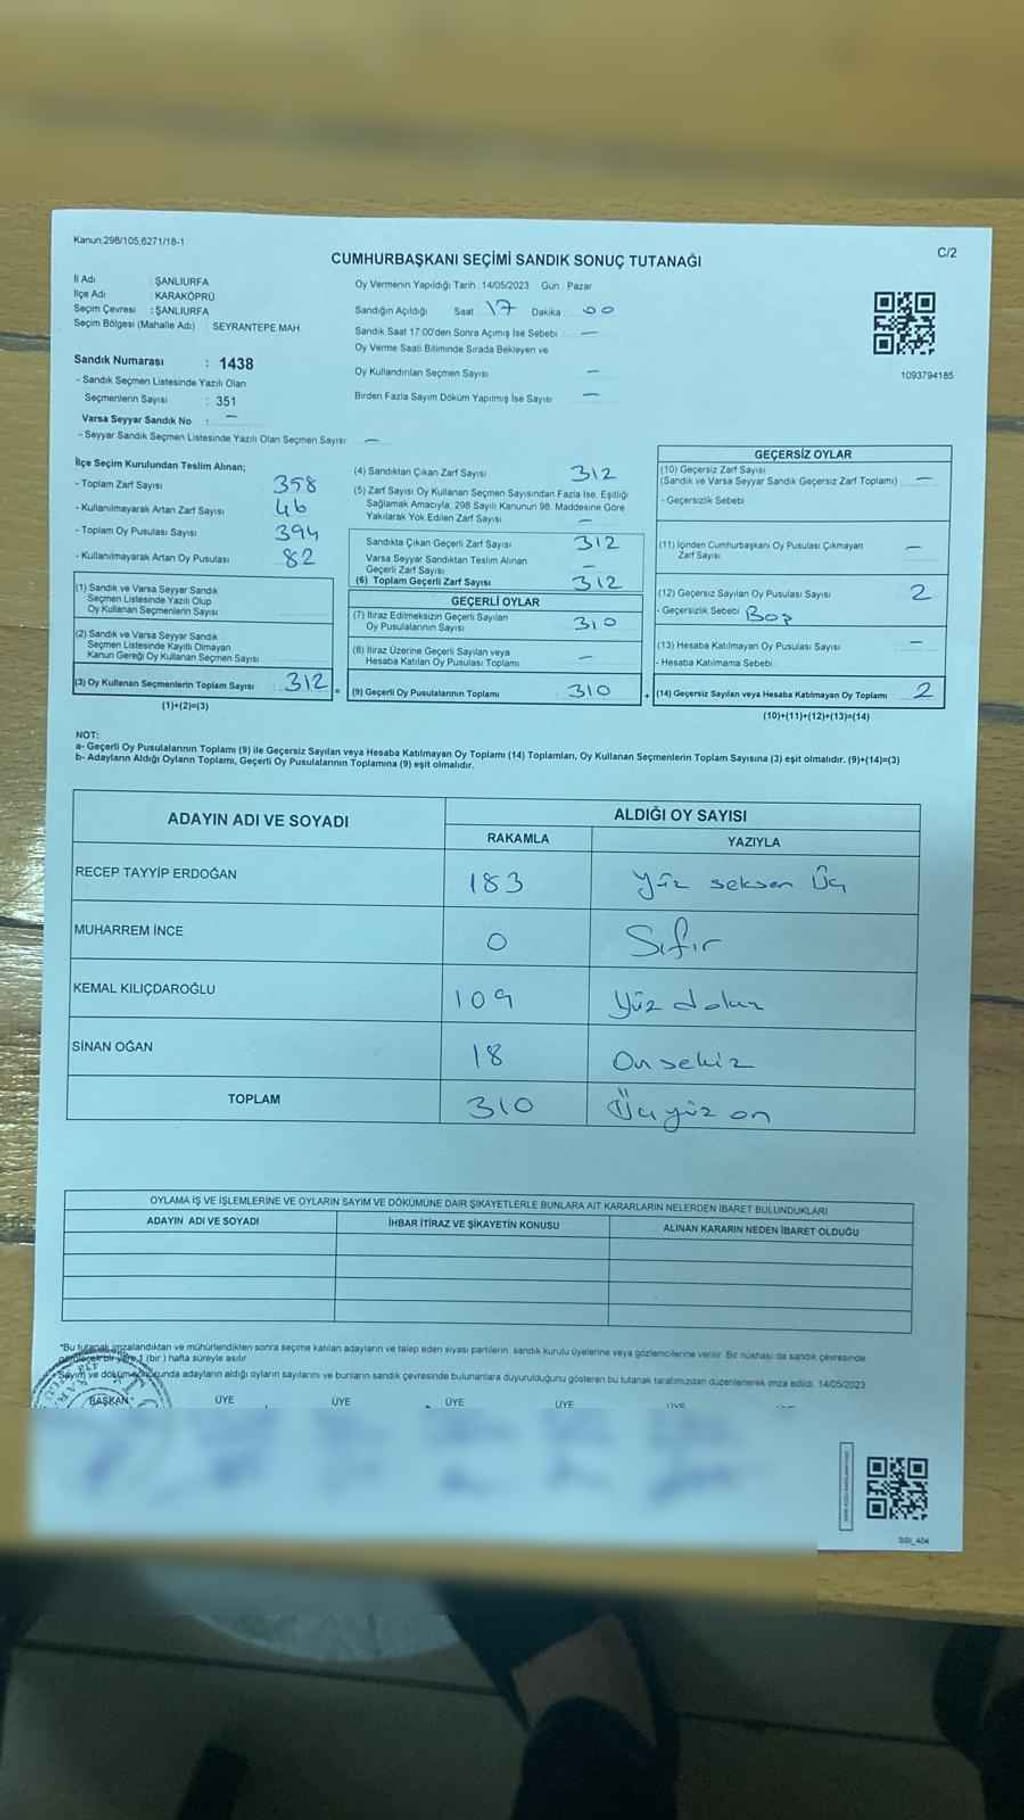 Kanun:298/105,6271/18-1
C/2
CUMHURBAŞKANI SEÇİMİ SANDIK SONUÇ TUTANAĞI
İl Adı : ŞANLIURFA
İlçe Adı : KARAKÖPRÜ
Seçim Çevresi : ŞANLIURFA
Seçim Bölgesi (Mahalle Adı) SEYRANTEPE MAH
Sandık Numarası : 1438
- Sandık Seçmen Listesinde Yazılı Olan
Seçmenlerin Sayısı : 351
Varsa Seyyar Sandık No : —
- Seyyar Sandık Seçmen Listesinde Yazılı Olan Seçmen Sayısı —
Oy Vermenin Yapıldığı Tarih : 14/05/2023 Gün : Pazar
Sandığın Açıldığı Saat 17 Dakika 00
Sandık Saat 17:00'den Sonra Açımış İse Sebebi —
Oy Verme Saati Bitiminde Sırada Bekleyen ve
Oy Kullandırılan Seçmen Sayısı —
Birden Fazla Sayım Döküm Yapılmış İse Sayısı —
1093794185
İlçe Seçim Kurulundan Teslim Alınan;
- Toplam Zarf Sayısı 358
- Kullanılmayarak Artan Zarf Sayısı 46
- Toplam Oy Pusulası Sayısı 394
- Kullanılmayarak Artan Oy Pusulası 82
(1) Sandık ve Varsa Seyyar Sandık
Seçmen Listesinde Yazılı Olup
Oy Kullanan Seçmenlerin Sayısı
(2) Sandık ve Varsa Seyyar Sandık
Seçmen Listesinde Kayıtlı Olmayan
Kanun Gereği Oy Kullanan Seçmen Sayısı
(3) Oy Kullanan Seçmenlerin Toplam Sayısı 312 =
(1)+(2)=(3)
(4) Sandıktan Çıkan Zarf Sayısı 312
(5) Zarf Sayısı Oy Kullanan Seçmen Sayısından Fazla İse, Eşitliği
Sağlamak Amacıyla, 298 Sayılı Kanunun 98. Maddesine Göre
Yakılarak Yok Edilen Zarf Sayısı —
Sandıkta Çıkan Geçerli Zarf Sayısı 312
Varsa Seyyar Sandıktan Teslim Alınan
Geçerli Zarf Sayısı —
(6) Toplam Geçerli Zarf Sayısı 312
GEÇERLİ OYLAR
(7) İtiraz Edilmeksizin Geçerli Sayılan
Oy Pusulalarının Sayısı 310
(8) İtiraz Üzerine Geçerli Sayılan veya
Hesaba Katılan Oy Pusulası Toplamı —
(9) Geçerli Oy Pusulalarının Toplamı 310 +
GEÇERSİZ OYLAR
(10) Geçersiz Zarf Sayısı
(Sandık ve Varsa Seyyar Sandık Geçersiz Zarf Toplamı) —
- Geçersizlik Sebebi
(11) İçinden Cumhurbaşkanı Oy Pusulası Çıkmayan
Zarf Sayısı —
(12) Geçersiz Sayılan Oy Pusulası Sayısı 2
- Geçersizlik Sebebi Boş
(13) Hesaba Katılmayan Oy Pusulası Sayısı —
- Hesaba Katılmama Sebebi
(14) Geçersiz Sayılan veya Hesaba Katılmayan Oy Toplamı 2
(10)+(11)+(12)+(13)=(14)
NOT:
a- Geçerli Oy Pusulalarının Toplamı (9) ile Geçersiz Sayılan veya Hesaba Katılmayan Oy Toplamı (14) Toplamları, Oy Kullanan Seçmenlerin Toplam Sayısına (3) eşit olmalıdır. (9)+(14)=(3)
b- Adayların Aldığı Oyların Toplamı, Geçerli Oy Pusulalarının Toplamına (9) eşit olmalıdır.
ADAYIN ADI VE SOYADI
ALDIĞI OY SAYISI
RAKAMLA YAZIYLA
RECEP TAYYİP ERDOĞAN 183 Yüz seksen Üç
MUHARREM İNCE 0 Sıfır
KEMAL KILIÇDAROĞLU 109 Yüz dokuz
SİNAN OĞAN 18 On sekiz
TOPLAM 310 Üçyüz on
OYLAMA İŞ VE İŞLEMLERİNE VE OYLARIN SAYIM VE DÖKÜMÜNE DAİR ŞİKAYETLERLE BUNLARA AİT KARARLARIN NELERDEN İBARET BULUNDUKLARI
ADAYIN ADI VE SOYADI İHBAR İTİRAZ VE ŞİKAYETİN KONUSU ALINAN KARARIN NEDEN İBARET OLDUĞU
*Bu tutanak imzalandıktan ve mühürlendikten sonra seçime katılan adayların ve talep eden siyasi partilerin, sandık kurulu üyelerine veya gözlemcilerine verilir. Bir nüshası da sandık çevresinde
1 (bir) hafta süreyle asılır.
Sayım ve dökümü sonunda adayların aldığı oyların sayılarını ve bunların sandık çevresinde bulunanlara duyurulduğunu gösteren bu tutanak tarafımızdan düzenlenerek imza edildi. 14/05/2023
BAŞKAN ÜYE ÜYE ÜYE ÜYE